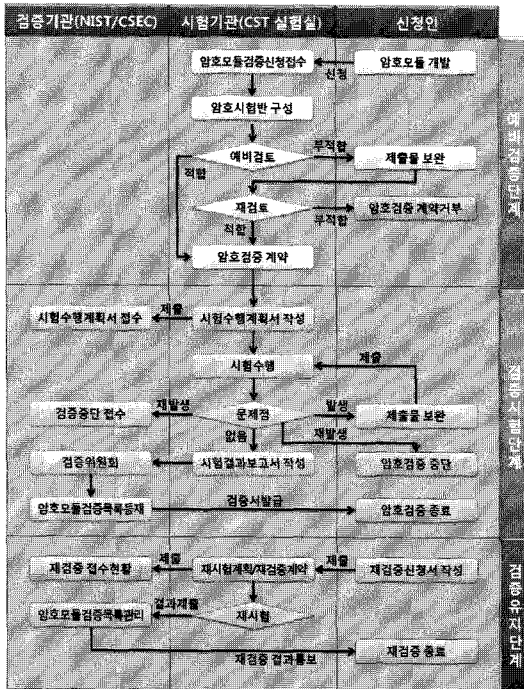 검증기관(NIST/CSEC) 시험기관(CST 실험실) 신청인
암호모듈검증신청접수 신청 암호모듈 개발
암호시험반 구성
예비검토 부적합 제출물 보완
적합
재검토 부적합 암호검증 계약거부
적합
암호검증 계약
예비검증단계
시험수행계획서 접수 제출 시험수행계획서 작성
시험수행 제출
검증중단 접수 재발생 문제점 발생 제출물 보완
없음 재발생
검증위원회 시험결과보고서 작성 암호검증 중단
암호모듈검증목록등재 검증서발급 암호검증 종료
검증시험단계
재검증 접수현황 제출 재시험계획/재검증계약 제출 재검증신청서 작성
암호모듈검증목록관리 결과제출 재시험
재검증 결과통보 재검증 종료
검증유지단계